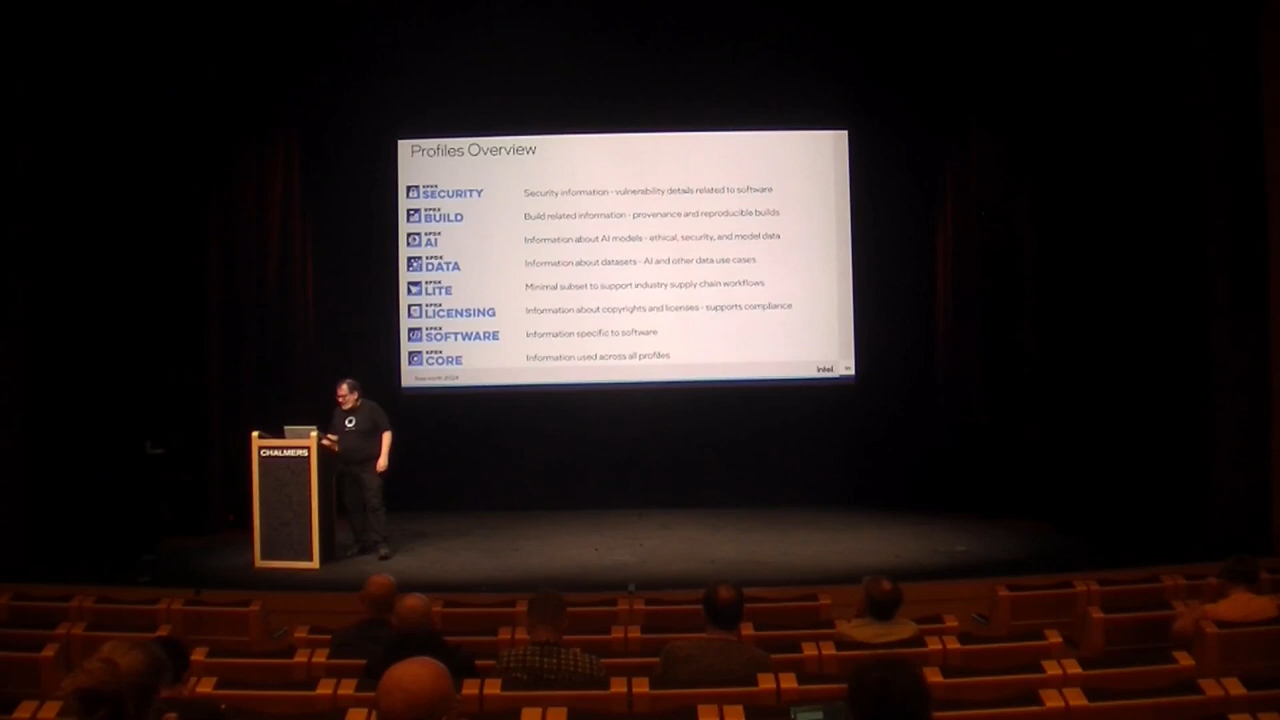 Profiles Overview
SPDX
SECURITY Security information - vulnerability details related to software
SPDX
BUILD Build related information - provenance and reproducible builds
SPDX
AI Information about AI models - ethical, security, and model data
SPDX
DATA Information about datasets - AI and other data use cases
SPDX
LITE Minimal subset to support industry supply chain workflows
SPDX
LICENSING Information about copyrights and licenses - supports compliance
SPDX
SOFTWARE Information specific to software
SPDX
CORE Information used across all profiles
2024
intel.
CHALMERS